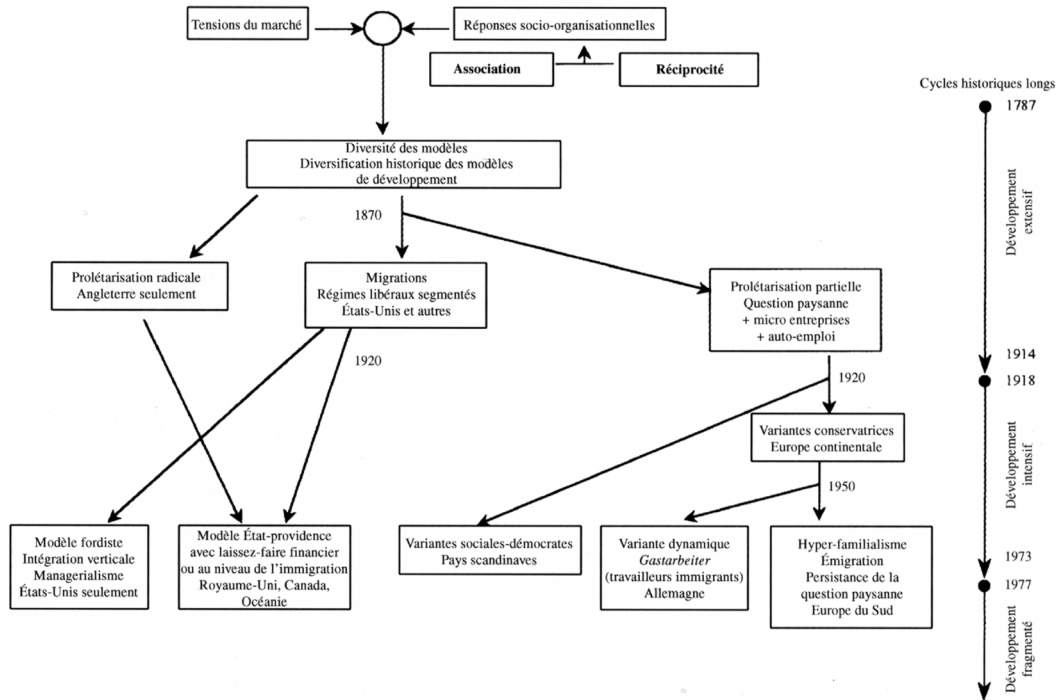 Tensions du marché
Réponses socio-organisationnelles
Association
Réciprocité
Cycles historiques longs
1787
Diversité des modèles
Diversification historique des modèles
de développement
Développement
extensif
1870
Prolétarisation radicale
Angleterre seulement
Migrations
Régimes libéraux segmentés
États-Unis et autres
Prolétarisation partielle
Question paysanne
+ micro entreprises
+ auto-emploi
1914
1920
1920
1918
Variantes conservatrices
Europe continentale
Développement
intensif
1950
Modèle fordiste
Intégration verticale
Managerialisme
États-Unis seulement
Modèle État-providence
avec laissez-faire financier
ou au niveau de l'immigration
Royaume-Uni, Canada,
Océanie
Variantes sociales-démocrates
Pays scandinaves
Variante dynamique
Gastarbeiter
(travailleurs immigrants)
Allemagne
Hyper-familialisme
Émigration
Persistance de la
question paysanne
Europe du Sud
1973
1977
Développement
fragmenté